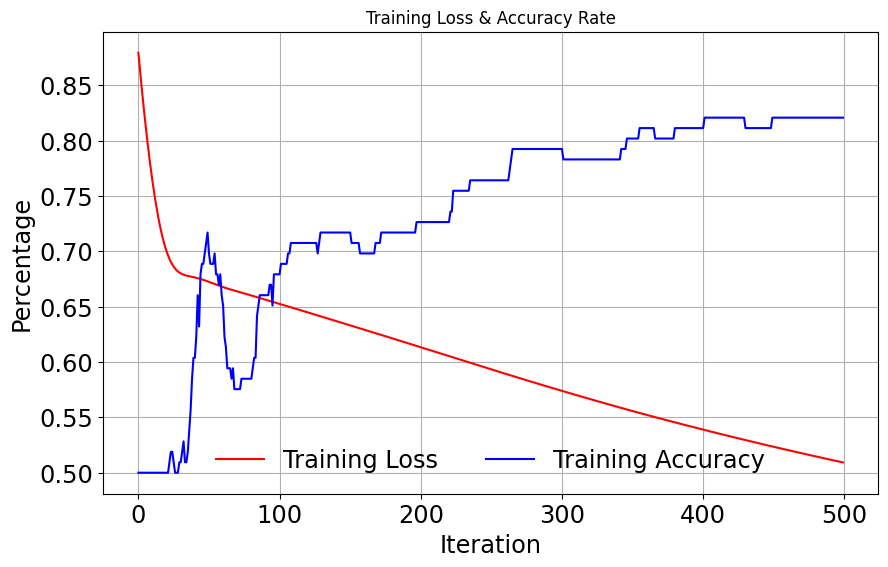 Training Loss & Accuracy Rate
Percentage
0.85
0.80
0.75
0.70
0.65
0.60
0.55
0.50
Training Loss Training Accuracy
0 100 200 300 400 500
Iteration